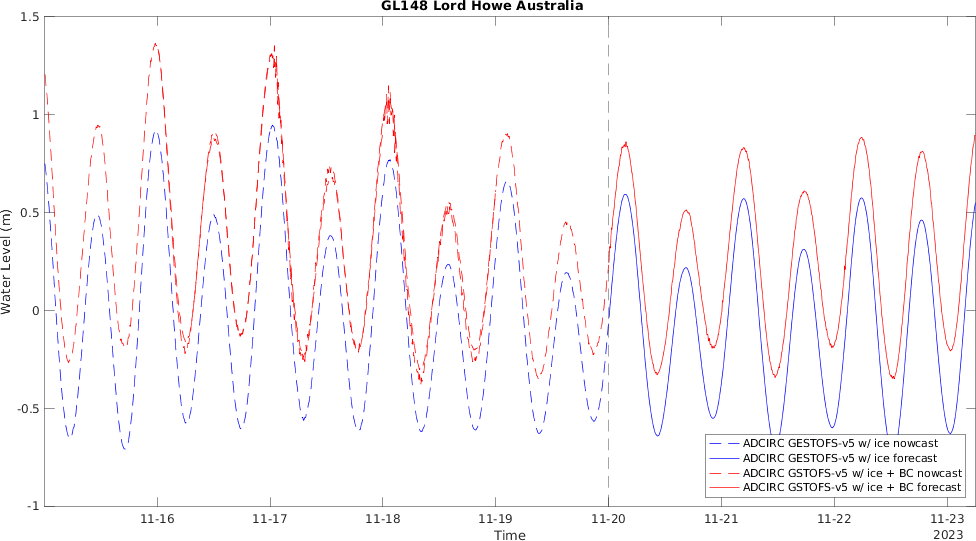 GL148 Lord Howe Australia
1.5
1
0.5
0
-0.5
-1
Water Level (m)
11-16 11-17 11-18 11-19 11-20 11-21 11-22 11-23
Time
2023
ADCIRC GESTOFS-v5 w/ ice nowcast
ADCIRC GESTOFS-v5 w/ ice forecast
ADCIRC GSTOFS-v5 w/ ice + BC nowcast
ADCIRC GSTOFS-v5 w/ ice + BC forecast